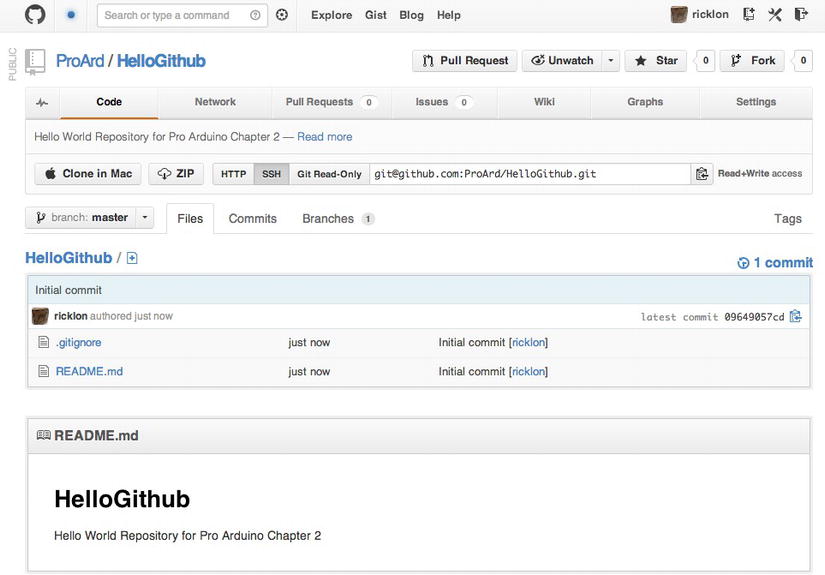 Search or type a command Explore Gist Blog Help ricklon
PUBLIC
ProArd / HelloGithub Pull Request Unwatch Star 0 Fork 0
Code Network Pull Requests 0 Issues 0 Wiki Graphs Settings
Hello World Repository for Pro Arduino Chapter 2 — Read more
Clone in Mac ZIP HTTP SSH Git Read-Only git@github.com:ProArd/HelloGithub.git Read+Write access
branch: master Files Commits Branches 1 Tags
HelloGithub / 1 commit
Initial commit
ricklon authored just now latest commit 09649057cd
.gitignore just now Initial commit [ricklon]
README.md just now Initial commit [ricklon]
README.md
HelloGithub
Hello World Repository for Pro Arduino Chapter 2